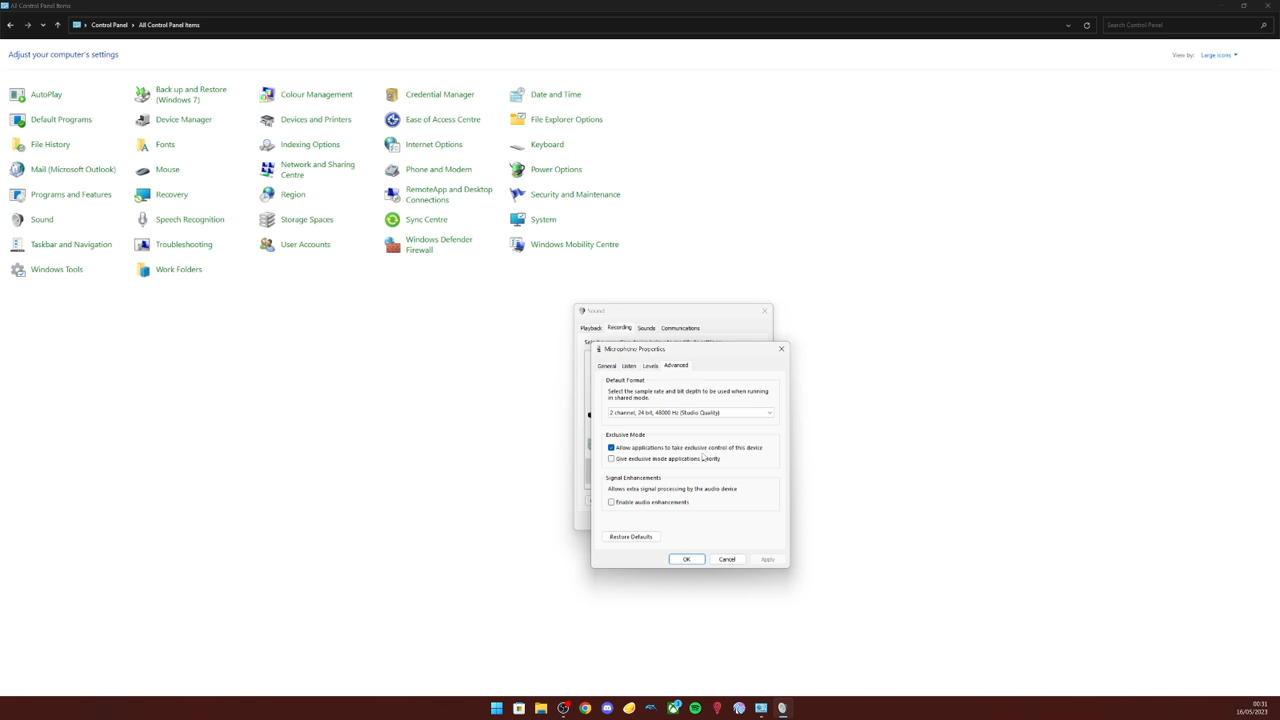 All Control Panel Items
Control Panel
All Control Panel Items
Search Control Panel
Adjust your computer's settings
View by:
Large icons
AutoPlay
Back up and Restore
(Windows 7)
Colour Management
Credential Manager
Date and Time
Default Programs
Device Manager
Devices and Printers
Ease of Access Centre
File Explorer Options
File History
Fonts
Indexing Options
Internet Options
Keyboard
Mail (Microsoft Outlook)
Mouse
Network and Sharing
Centre
Phone and Modem
Power Options
Programs and Features
Recovery
Region
RemoteApp and Desktop
Connections
Security and Maintenance
Sound
Speech Recognition
Storage Spaces
Sync Centre
System
Taskbar and Navigation
Troubleshooting
User Accounts
Windows Defender
Firewall
Windows Mobility Centre
Windows Tools
Work Folders
Sound
Playback
Recording
Sounds
Communications
Microphone Properties
General
Listen
Levels
Advanced
Default Format
Select the sample rate and bit depth to be used when running
in shared mode.
2 channel, 24 bit, 48000 Hz (Studio Quality)
Exclusive Mode
Allow applications to take exclusive control of this device
Give exclusive mode applications priority
Signal Enhancements
Allows extra signal processing by the audio device
Enable audio enhancements
Restore Defaults
OK
Cancel
Apply
00:31
16/05/2023